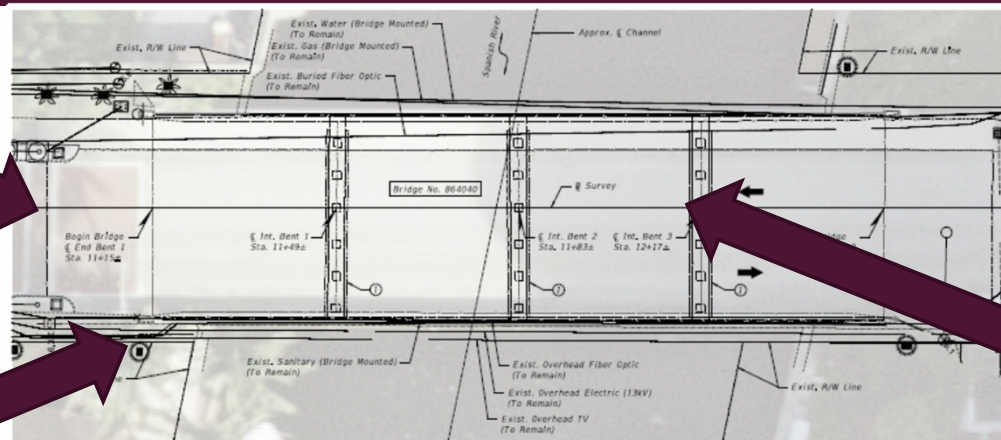 Exist. Water (Bridge Mounted)
(To Remain)
Exist. R/W Line
Exist. Gas (Bridge Mounted)
(To Remain)
Exist. Buried Fiber Optic
(To Remain)
Spanish River
Approx. ℄ Channel
Exist. R/W Line
Bridge No. 864040
Survey
Begin Bridge
℄ End Bent 1
Sta. 11+15±
℄ Int. Bent 1
Sta. 11+49±
℄ Int. Bent 2
Sta. 11+83±
℄ Int. Bent 3
Sta. 12+17±
1
1
Exist. Sanitary (Bridge Mounted)
(To Remain)
Exist. Overhead Fiber Optic
(To Remain)
Exist. Overhead Electric (13kV)
(To Remain)
Exist. Overhead TV
(To Remain)
Exist. R/W Line